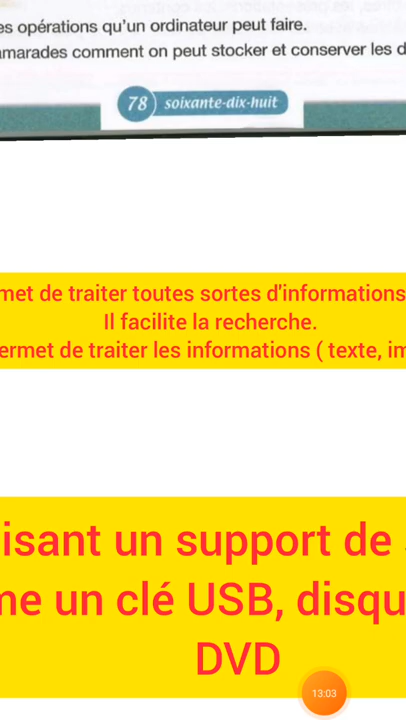 es opérations qu'un ordinateur peut faire.
amarades comment on peut stocker et conserver les d
78 soixante-dix-huit
met de traiter toutes sortes d'informations
Il facilite la recherche.
ermet de traiter les informations ( texte, im
isant un support de
me un clé USB, disqu
DVD
13:03